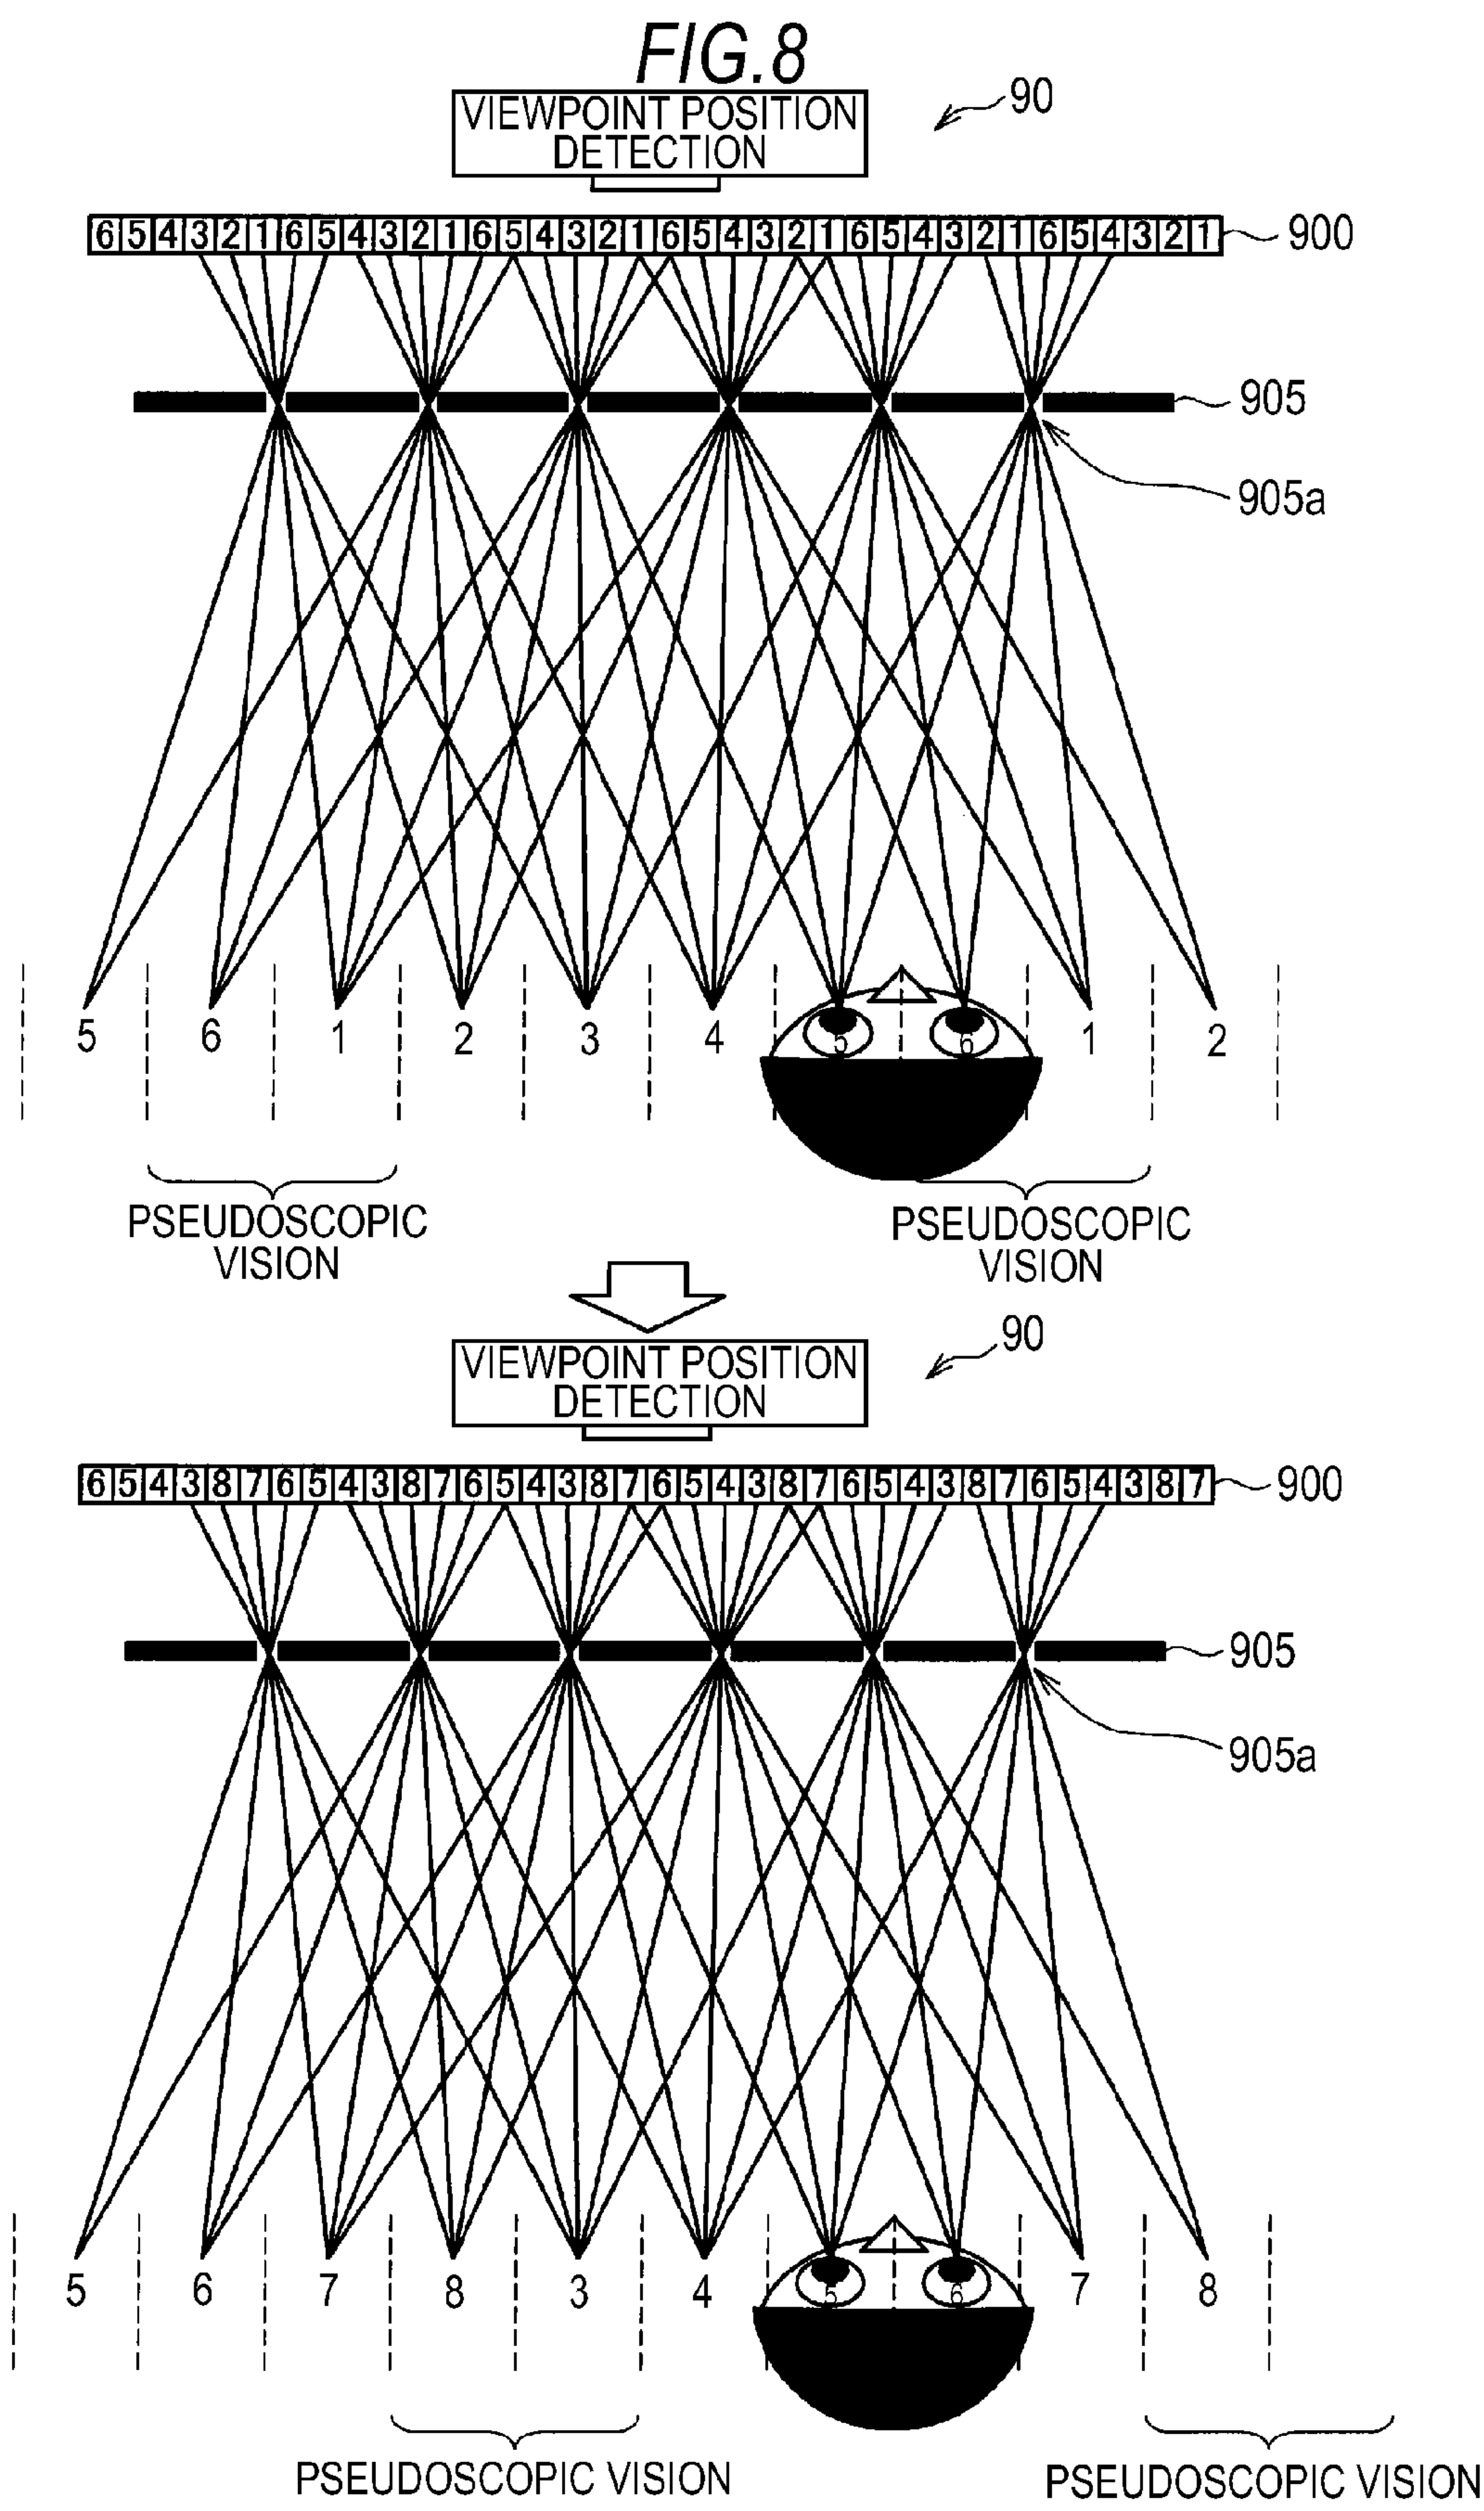 FIG.8
VIEWPOINT POSITION
DETECTION
90
6 5 4 3 2 1 6 5 4 3 2 1 6 5 4 3 2 1 6 5 4 3 2 1 6 5 4 3 2 1 6 5 4 3 2 1
900
905
905a
5 6 1 2 3 4 5 6 1 2
PSEUDOSCOPIC
VISION
PSEUDOSCOPIC
VISION
VIEWPOINT POSITION
DETECTION
90
6 5 4 3 8 7 6 5 4 3 8 7 6 5 4 3 8 7 6 5 4 3 8 7 6 5 4 3 8 7 6 5 4 3 8 7
900
905
905a
5 6 7 8 3 4 5 6 7 8
PSEUDOSCOPIC VISION
PSEUDOSCOPIC VISION